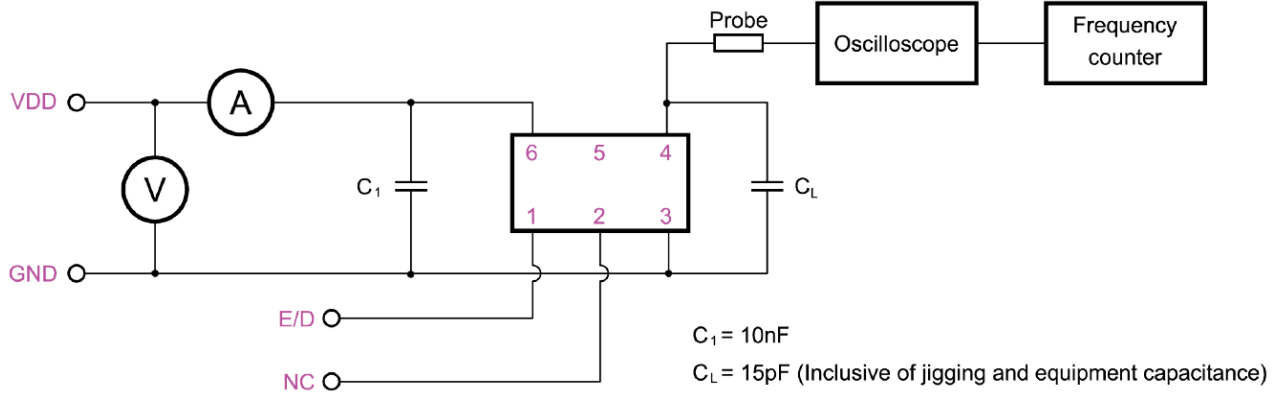 Probe
Oscilloscope
Frequency
counter
VDD
A
V
C1
6 5 4
1 2 3
CL
GND
E/D
NC
C1 = 10nF
CL = 15pF (Inclusive of jigging and equipment capacitance)